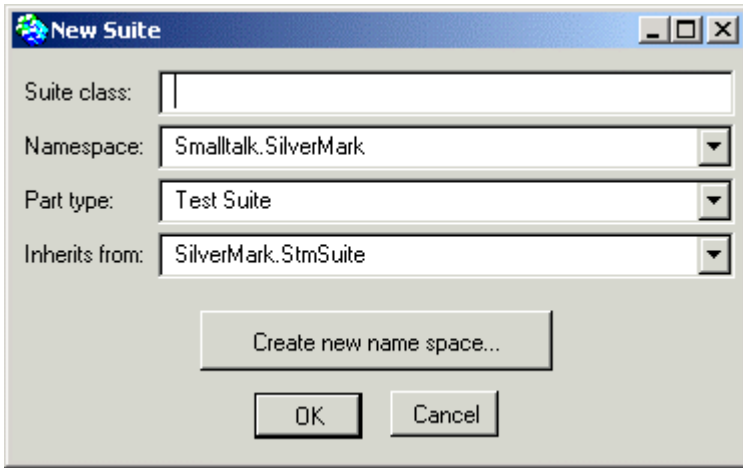 New Suite
Suite class:
Namespace: Smalltalk.SilverMark
Part type: Test Suite
Inherits from: SilverMark.StmSuite
Create new name space...
OK Cancel